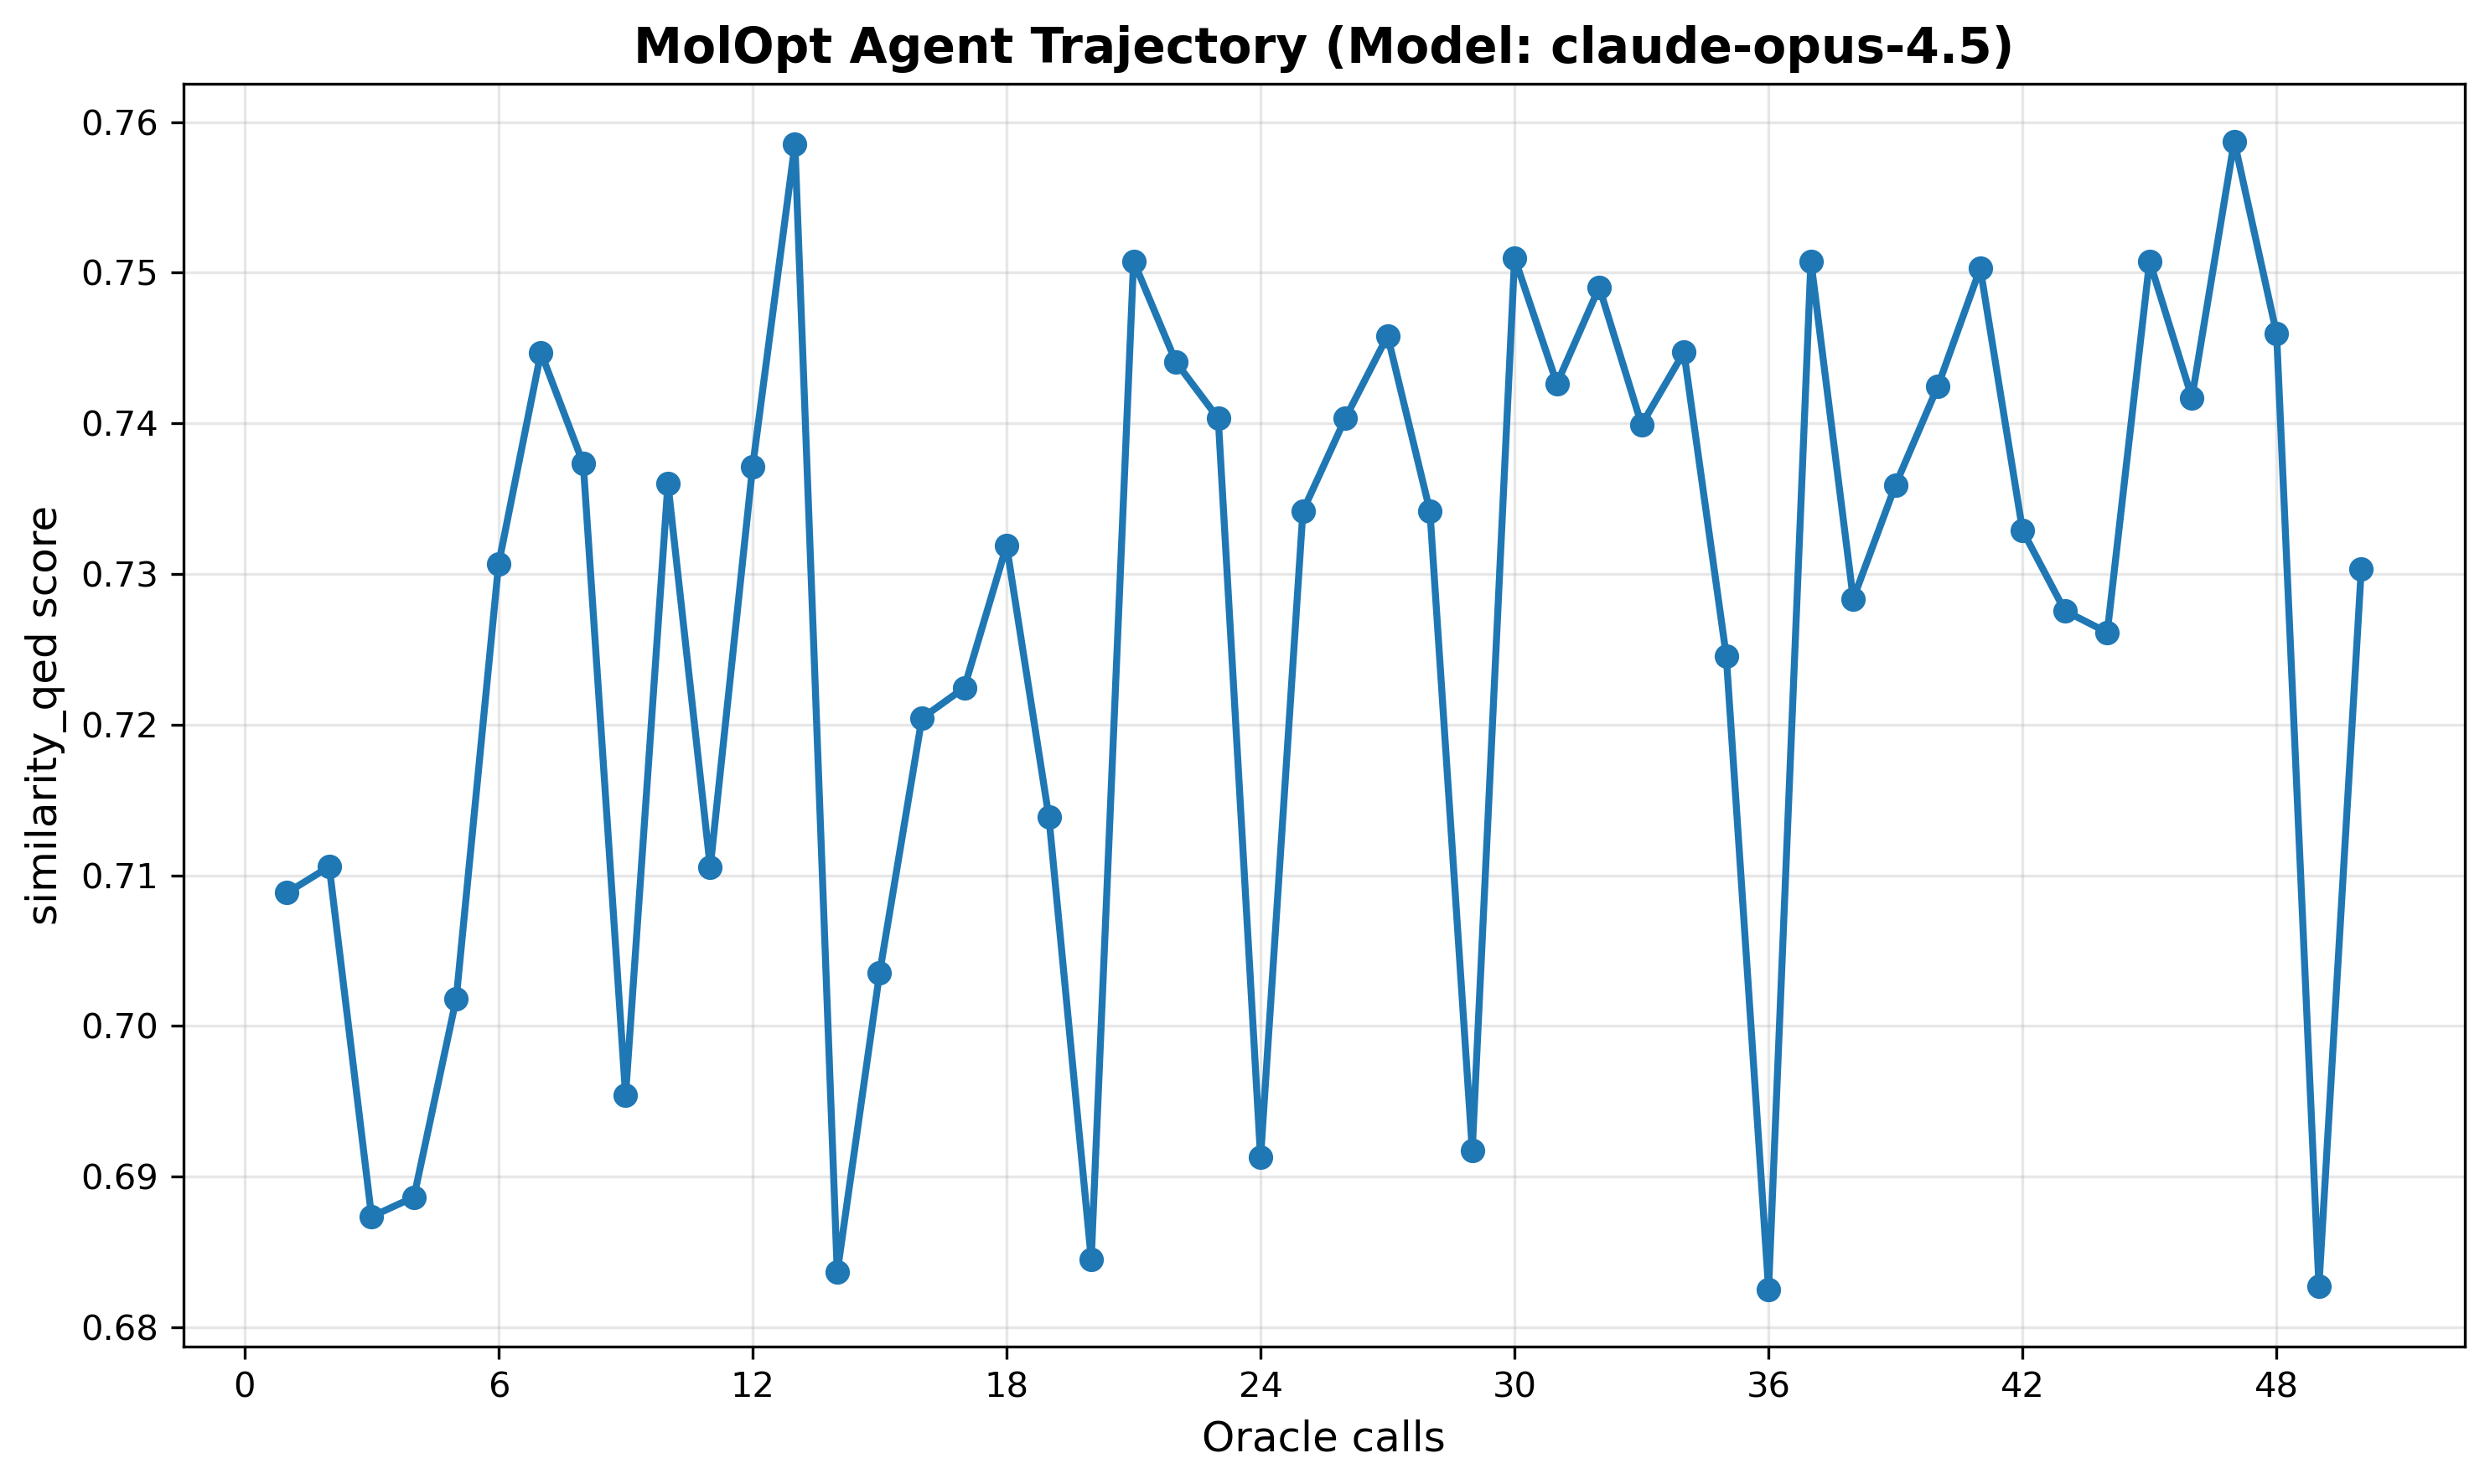 MolOpt Agent Trajectory (Model: claude-opus-4.5)
similarity_qed score
0.76
0.75
0.74
0.73
0.72
0.71
0.70
0.69
0.68
0 6 12 18 24 30 36 42 48
Oracle calls